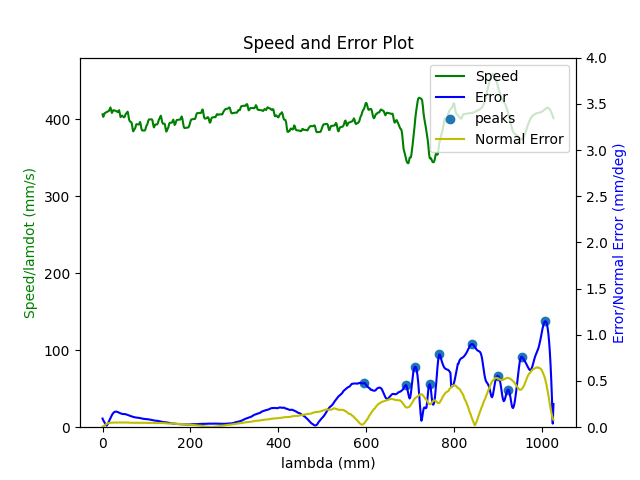 Speed and Error Plot
Speed
Error
peaks
Normal Error
Speed/lamdot (mm/s)
400
300
200
100
0
4.0
3.5
3.0
2.5
2.0
1.5
1.0
0.5
0.0
Error/Normal Error (mm/deg)
0 200 400 600 800 1000
lambda (mm)